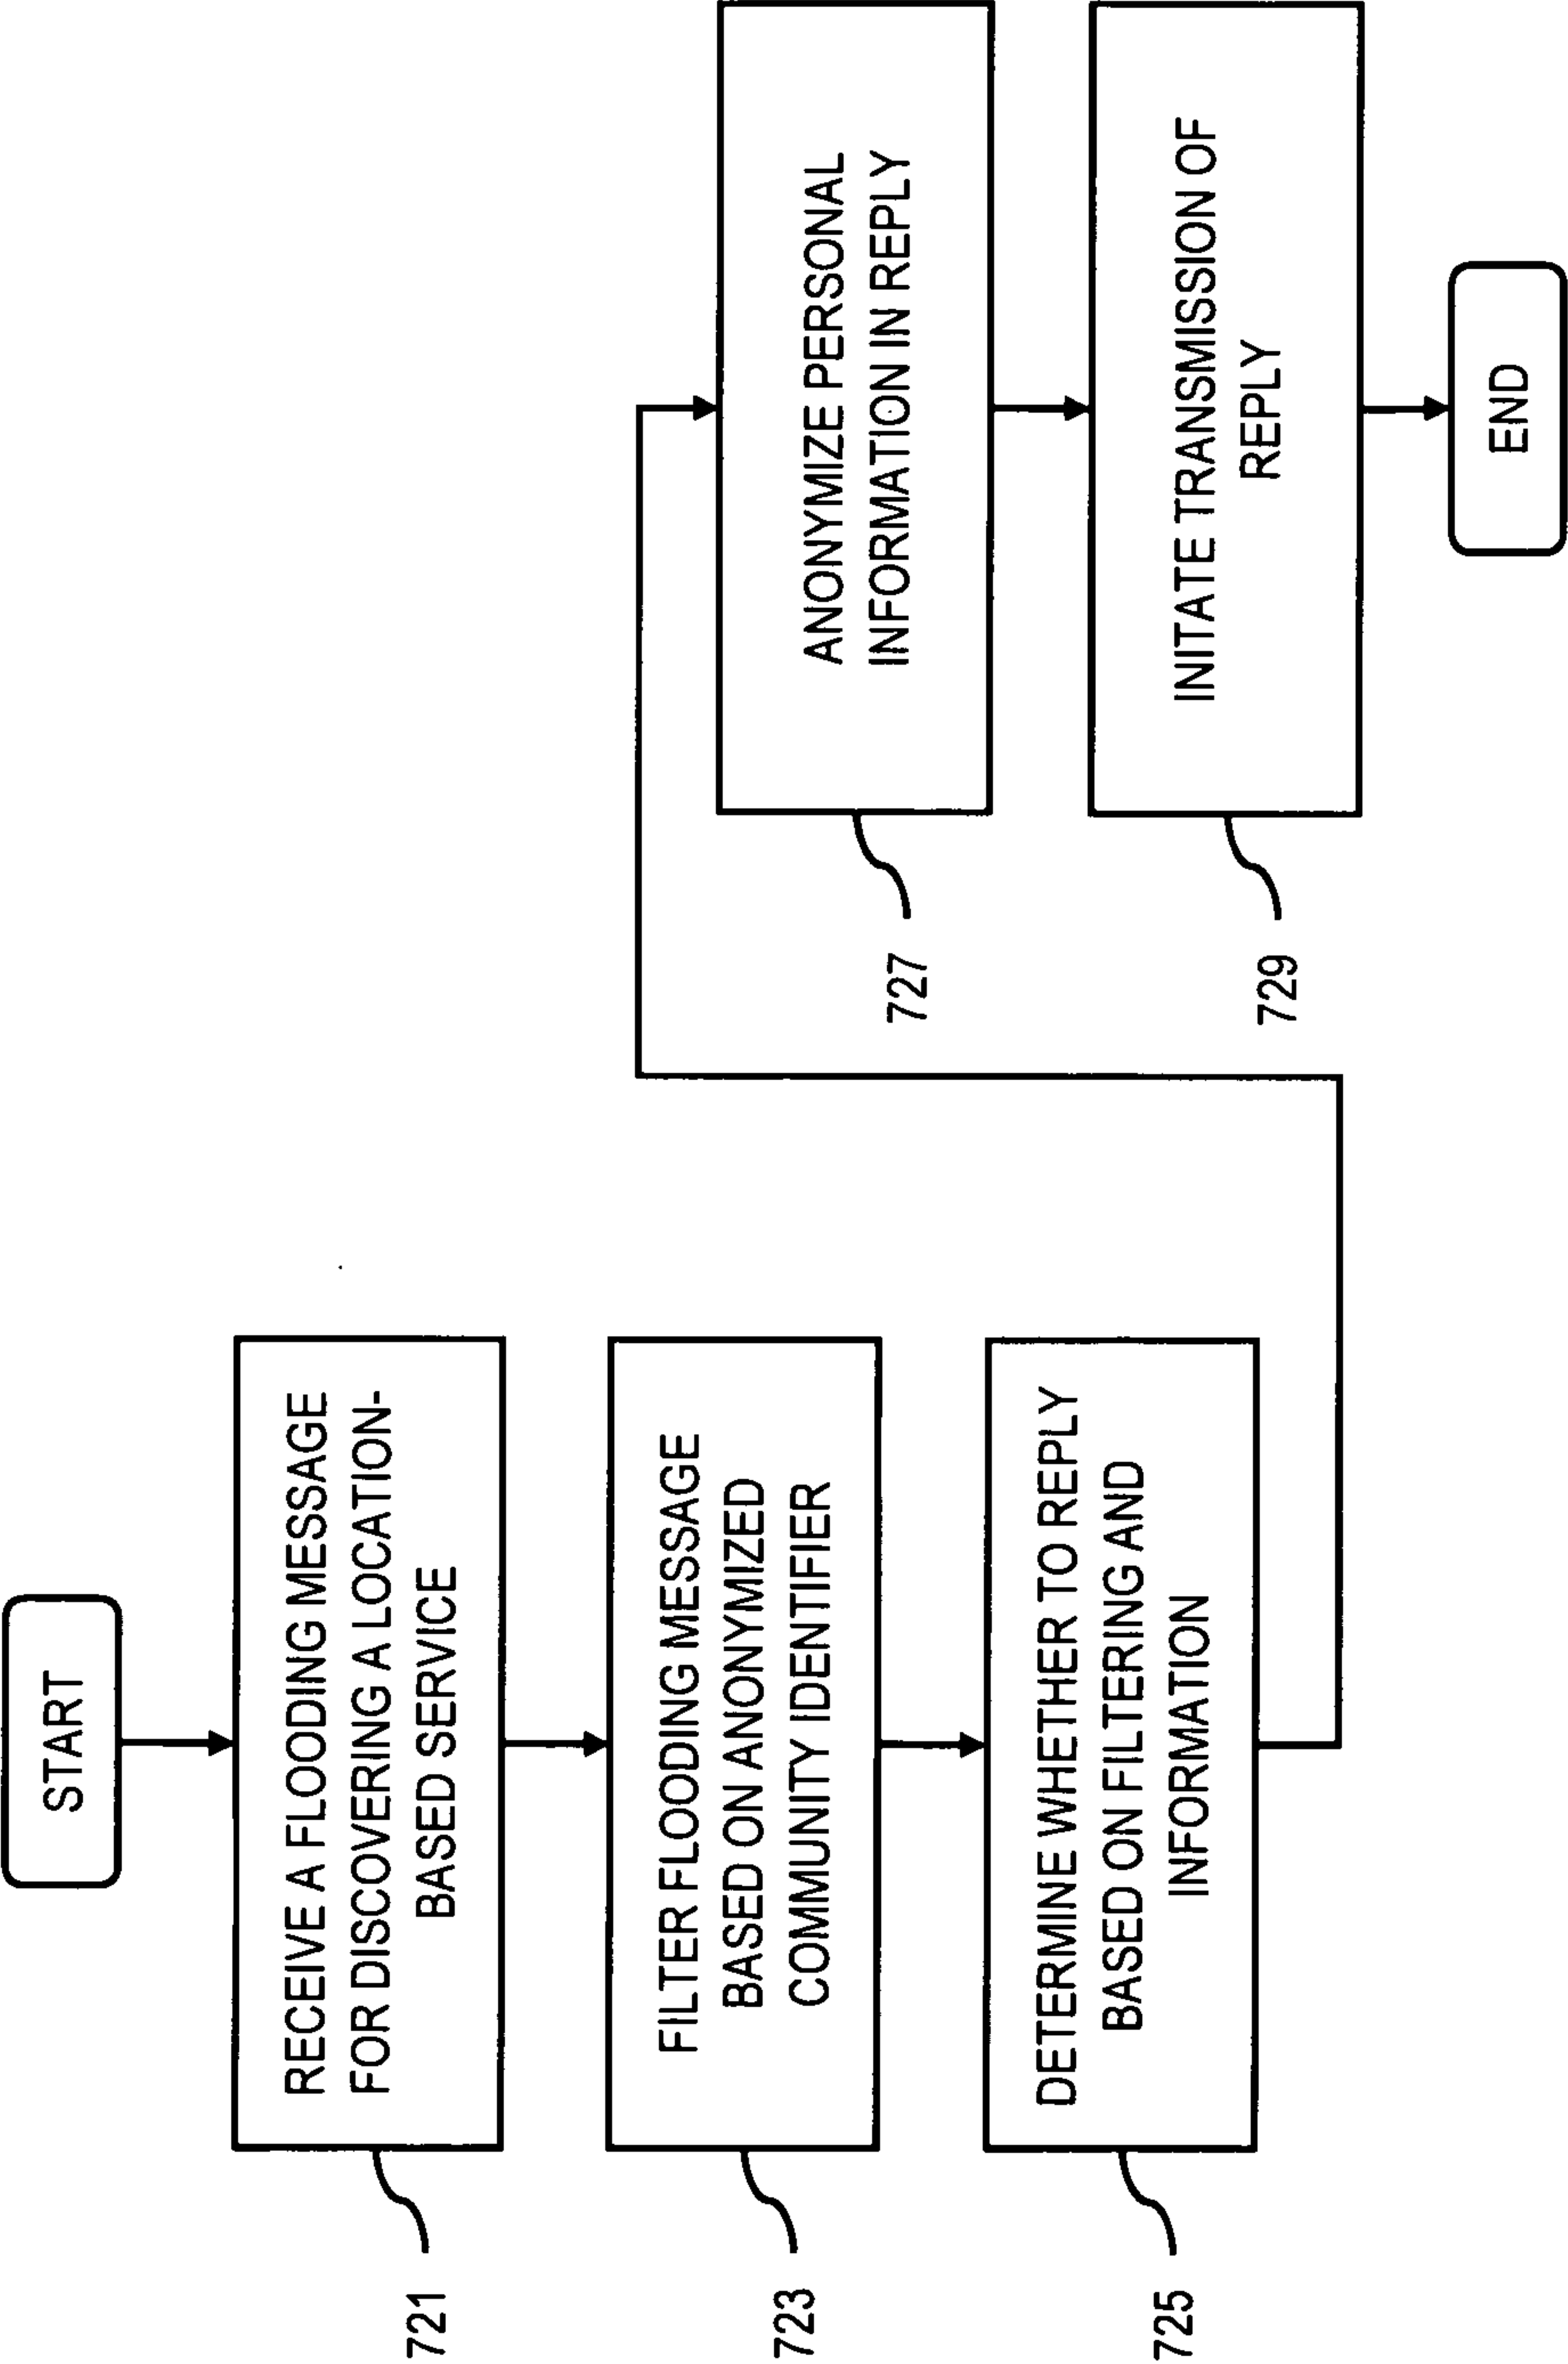 START
RECEIVE A FLOODING MESSAGE
FOR DISCOVERING A LOCATION-
BASED SERVICE
721
FILTER FLOODING MESSAGE
BASED ON ANONYMIZED
COMMUNITY IDENTIFIER
723
DETERMINE WHETHER TO REPLY
BASED ON FILTERING AND
INFORMATION
725
ANONYMIZE PERSONAL
INFORMATION IN REPLY
727
INITATE TRANSMISSION OF
REPLY
729
END